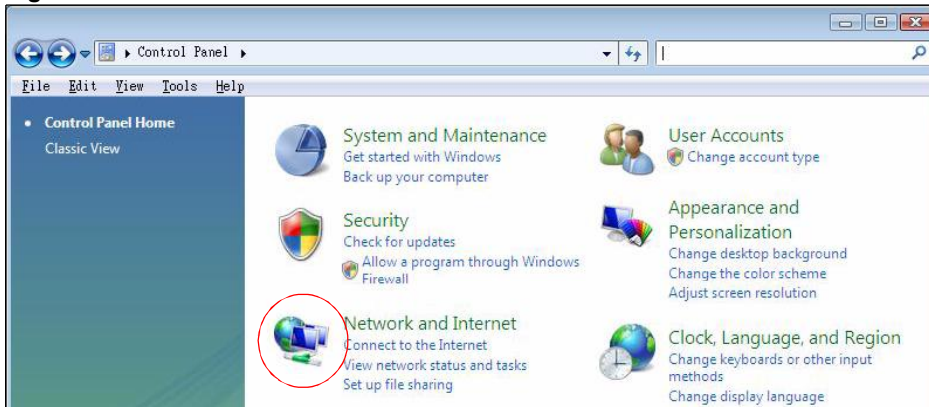 Control Panel
File Edit View Tools Help
Control Panel Home
Classic View
System and Maintenance
Get started with Windows
Back up your computer
Security
Check for updates
Allow a program through Windows
Firewall
Network and Internet
Connect to the Internet
View network status and tasks
Set up file sharing
User Accounts
Change account type
Appearance and
Personalization
Change desktop background
Change the color scheme
Adjust screen resolution
Clock, Language, and Region
Change keyboards or other input
methods
Change display language